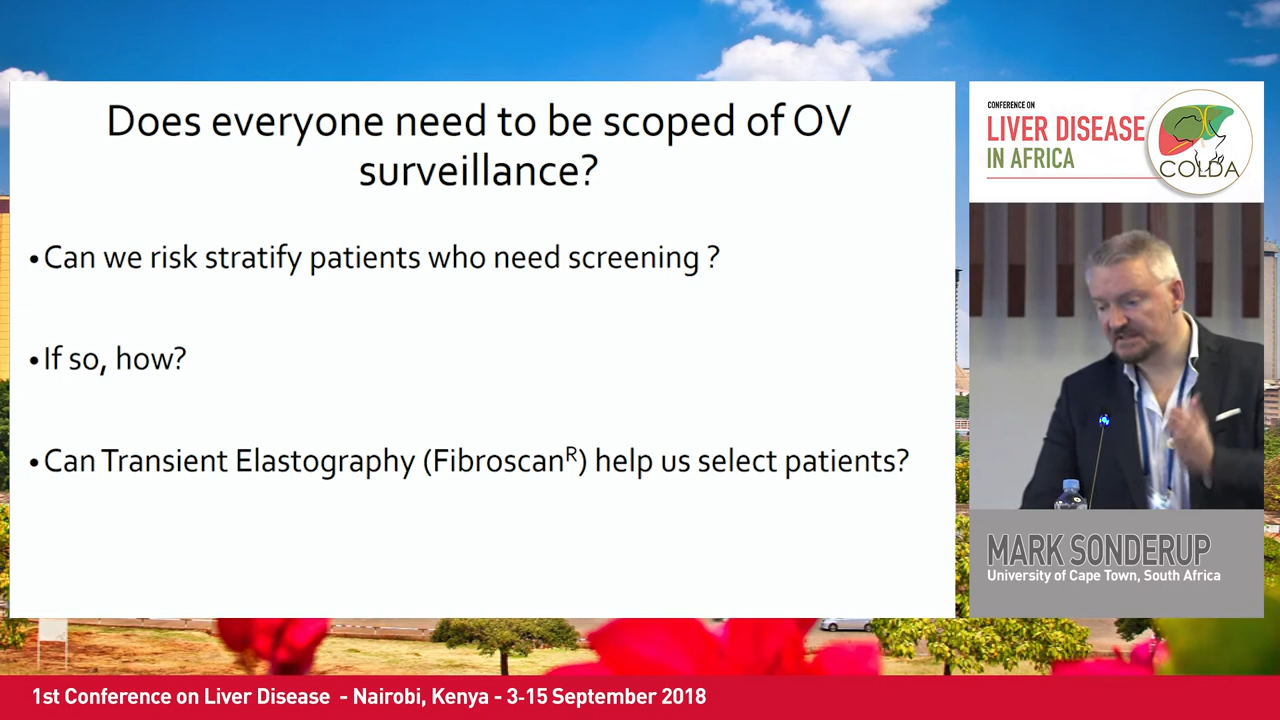 Does everyone need to be scoped of OV
surveillance?
• Can we risk stratify patients who need screening ?
• If so, how?
• Can Transient Elastography (Fibroscanᴿ) help us select patients?
CONFERENCE ON
LIVER DISEASE
IN AFRICA
COLDA
MARK SONDERUP
University of Cape Town, South Africa
1st Conference on Liver Disease - Nairobi, Kenya - 3-15 September 2018